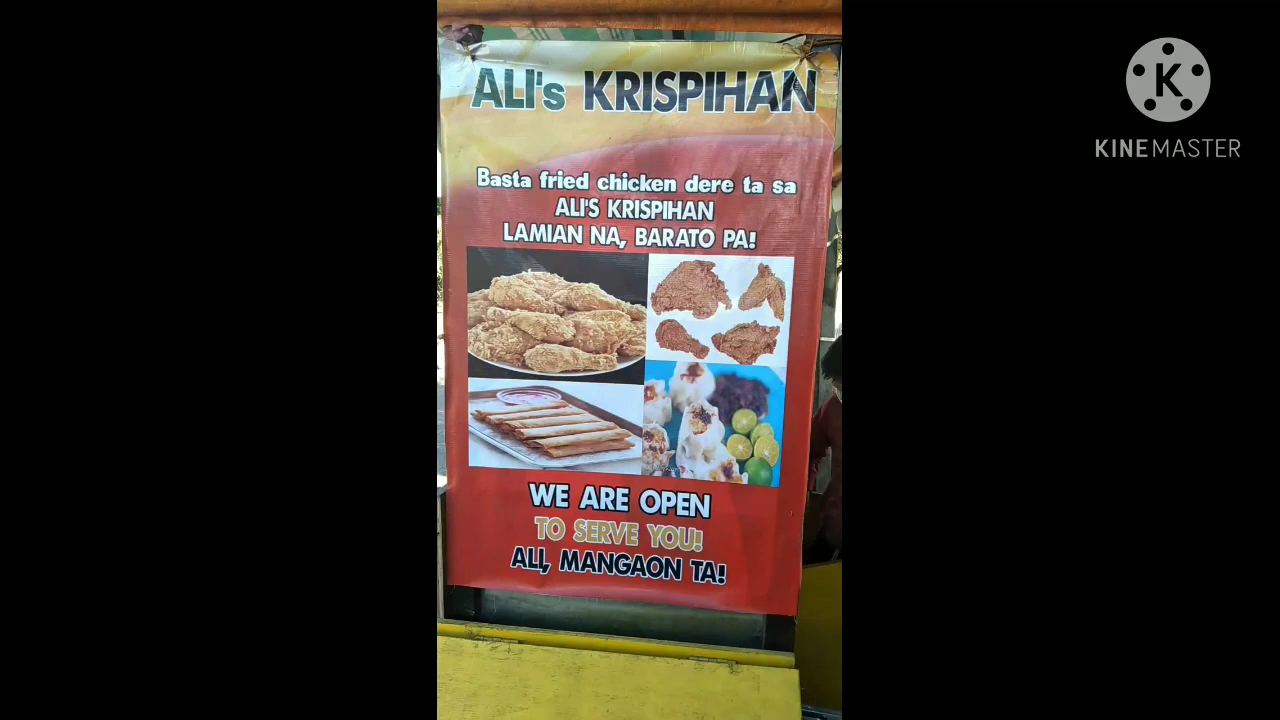 ALI's KRISPIHAN
Basta fried chicken dere ta sa
ALI'S KRISPIHAN
LAMIAN NA, BARATO PA!
WE ARE OPEN
TO SERVE YOU!
ALI, MANGAON TA!
K
KINEMASTER